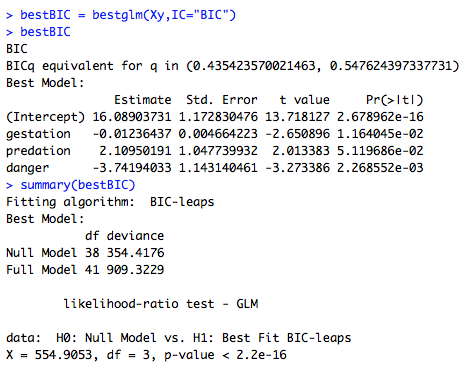 > bestBIC = bestglm(Xy,IC="BIC")
> bestBIC
BIC
BICq equivalent for q in (0.435423570021463, 0.547624397337731)
Best Model:
Estimate Std. Error t value Pr(>|t|)
(Intercept) 16.08903731 1.172830476 13.718127 2.678962e-16
gestation -0.01236437 0.004664223 -2.650896 1.164045e-02
predation 2.10950191 1.047739932 2.013383 5.119686e-02
danger -3.74194033 1.143140461 -3.273386 2.268552e-03
> summary(bestBIC)
Fitting algorithm: BIC-leaps
Best Model:
df deviance
Null Model 38 354.4176
Full Model 41 909.3229
likelihood-ratio test - GLM
data: H0: Null Model vs. H1: Best Fit BIC-leaps
X = 554.9053, df = 3, p-value < 2.2e-16